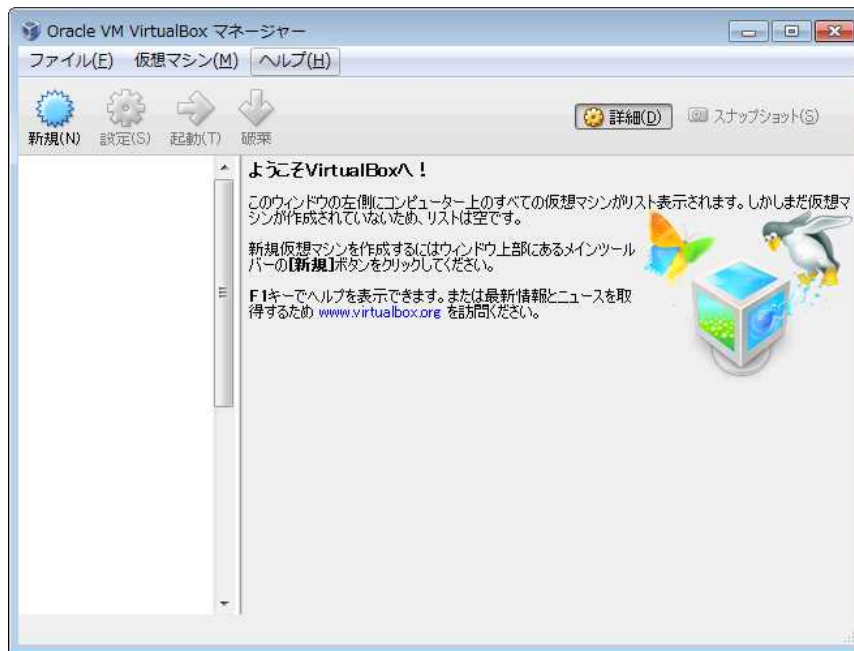 Oracle VM VirtualBox マネージャー
ファイル(F) 仮想マシン(M) ヘルプ(H)
新規(N) 設定(S) 起動(T) 破棄 詳細(D) スナップショット(S)
ようこそVirtualBoxへ！
このウィンドウの左側にコンピューター上のすべての仮想マシンがリスト表示されます。しかしまだ仮想マ
シンが作成されていないため、リストは空です。
新規仮想マシンを作成するにはウィンドウ上部にあるメインツール
バーの[新規]ボタンをクリックしてください。
F1キーでヘルプを表示できます。または最新情報とニュースを取
得するため www.virtualbox.org を訪問ください。